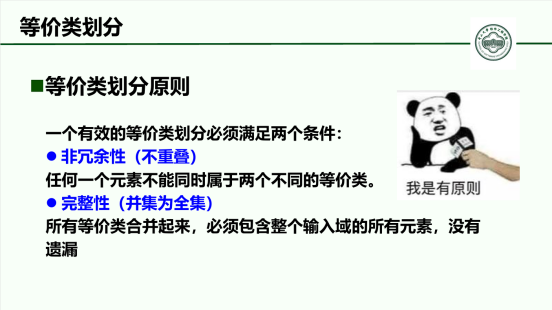 等价类划分
■等价类划分原则
一个有效的等价类划分必须满足两个条件：
●非冗余性（不重叠）
任何一个元素不能同时属于两个不同的等价类。
●完整性（并集为全集）
所有等价类合并起来，必须包含整个输入域的所有元素，没有
遗漏
我是有原则